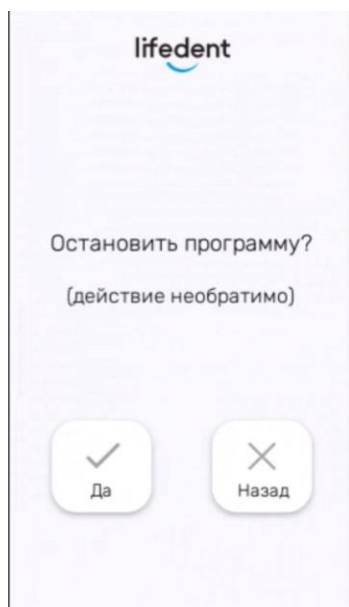 lifedent
Остановить программу?
(действие необратимо)
Да
Назад